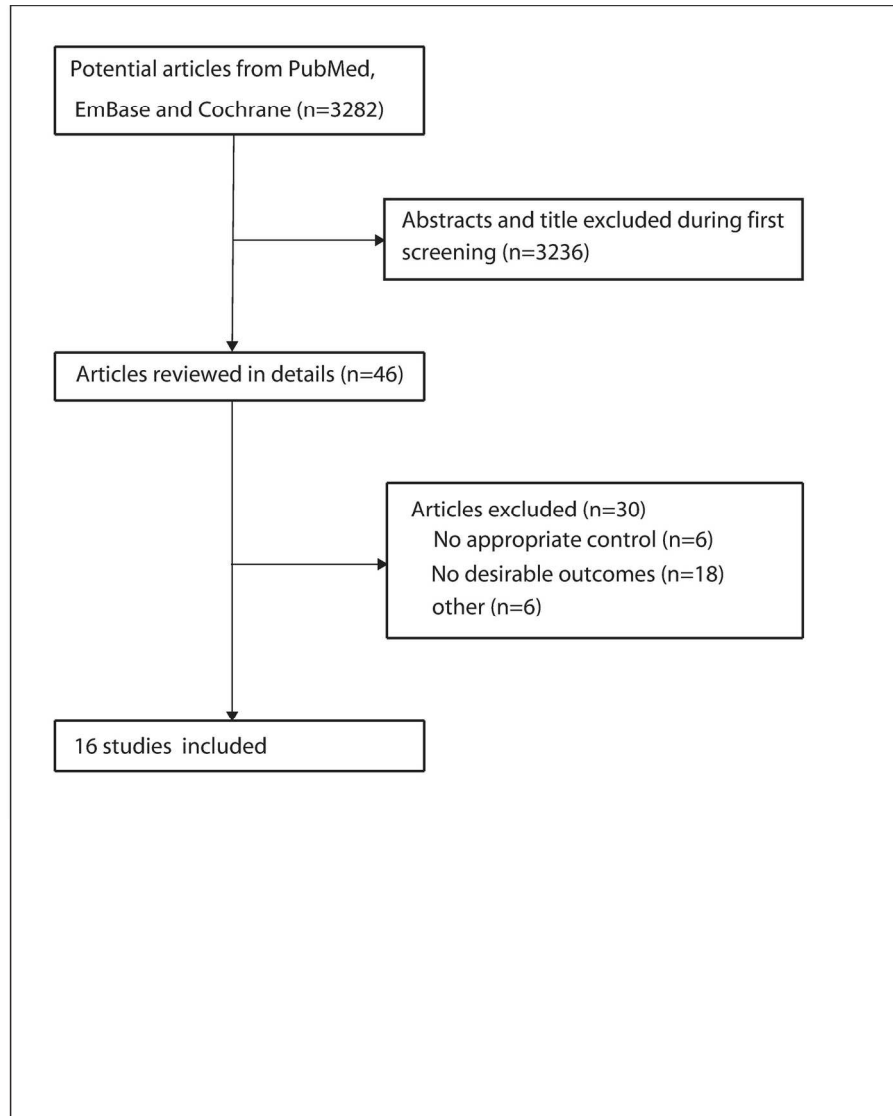 Potential articles from PubMed,
EmBase and Cochrane (n=3282)
Abstracts and title excluded during first
screening (n=3236)
Articles reviewed in details (n=46)
Articles excluded (n=30)
No appropriate control (n=6)
No desirable outcomes (n=18)
other (n=6)
16 studies included